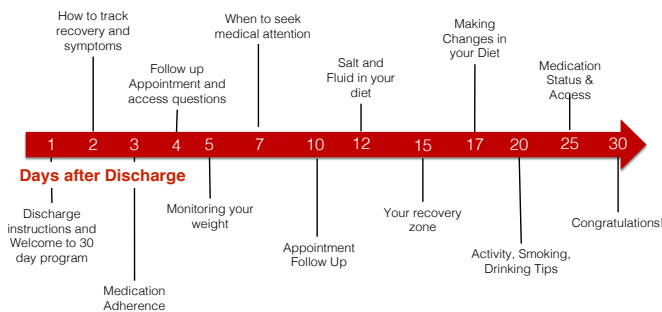 How to track
recovery and
symptoms
When to seek
medical attention
Making
Changes in
your Diet
Follow up
Appointment and
access questions
Salt and
Fluid in your
diet
Medication
Status &
Access
1 2 3 4 5 7 10 12 15 17 20 25 30
Days after Discharge
Discharge
instructions and
Welcome to 30
day program
Medication
Adherence
Monitoring your
weight
Appointment
Follow Up
Your recovery
zone
Activity, Smoking,
Drinking Tips
Congratulations!